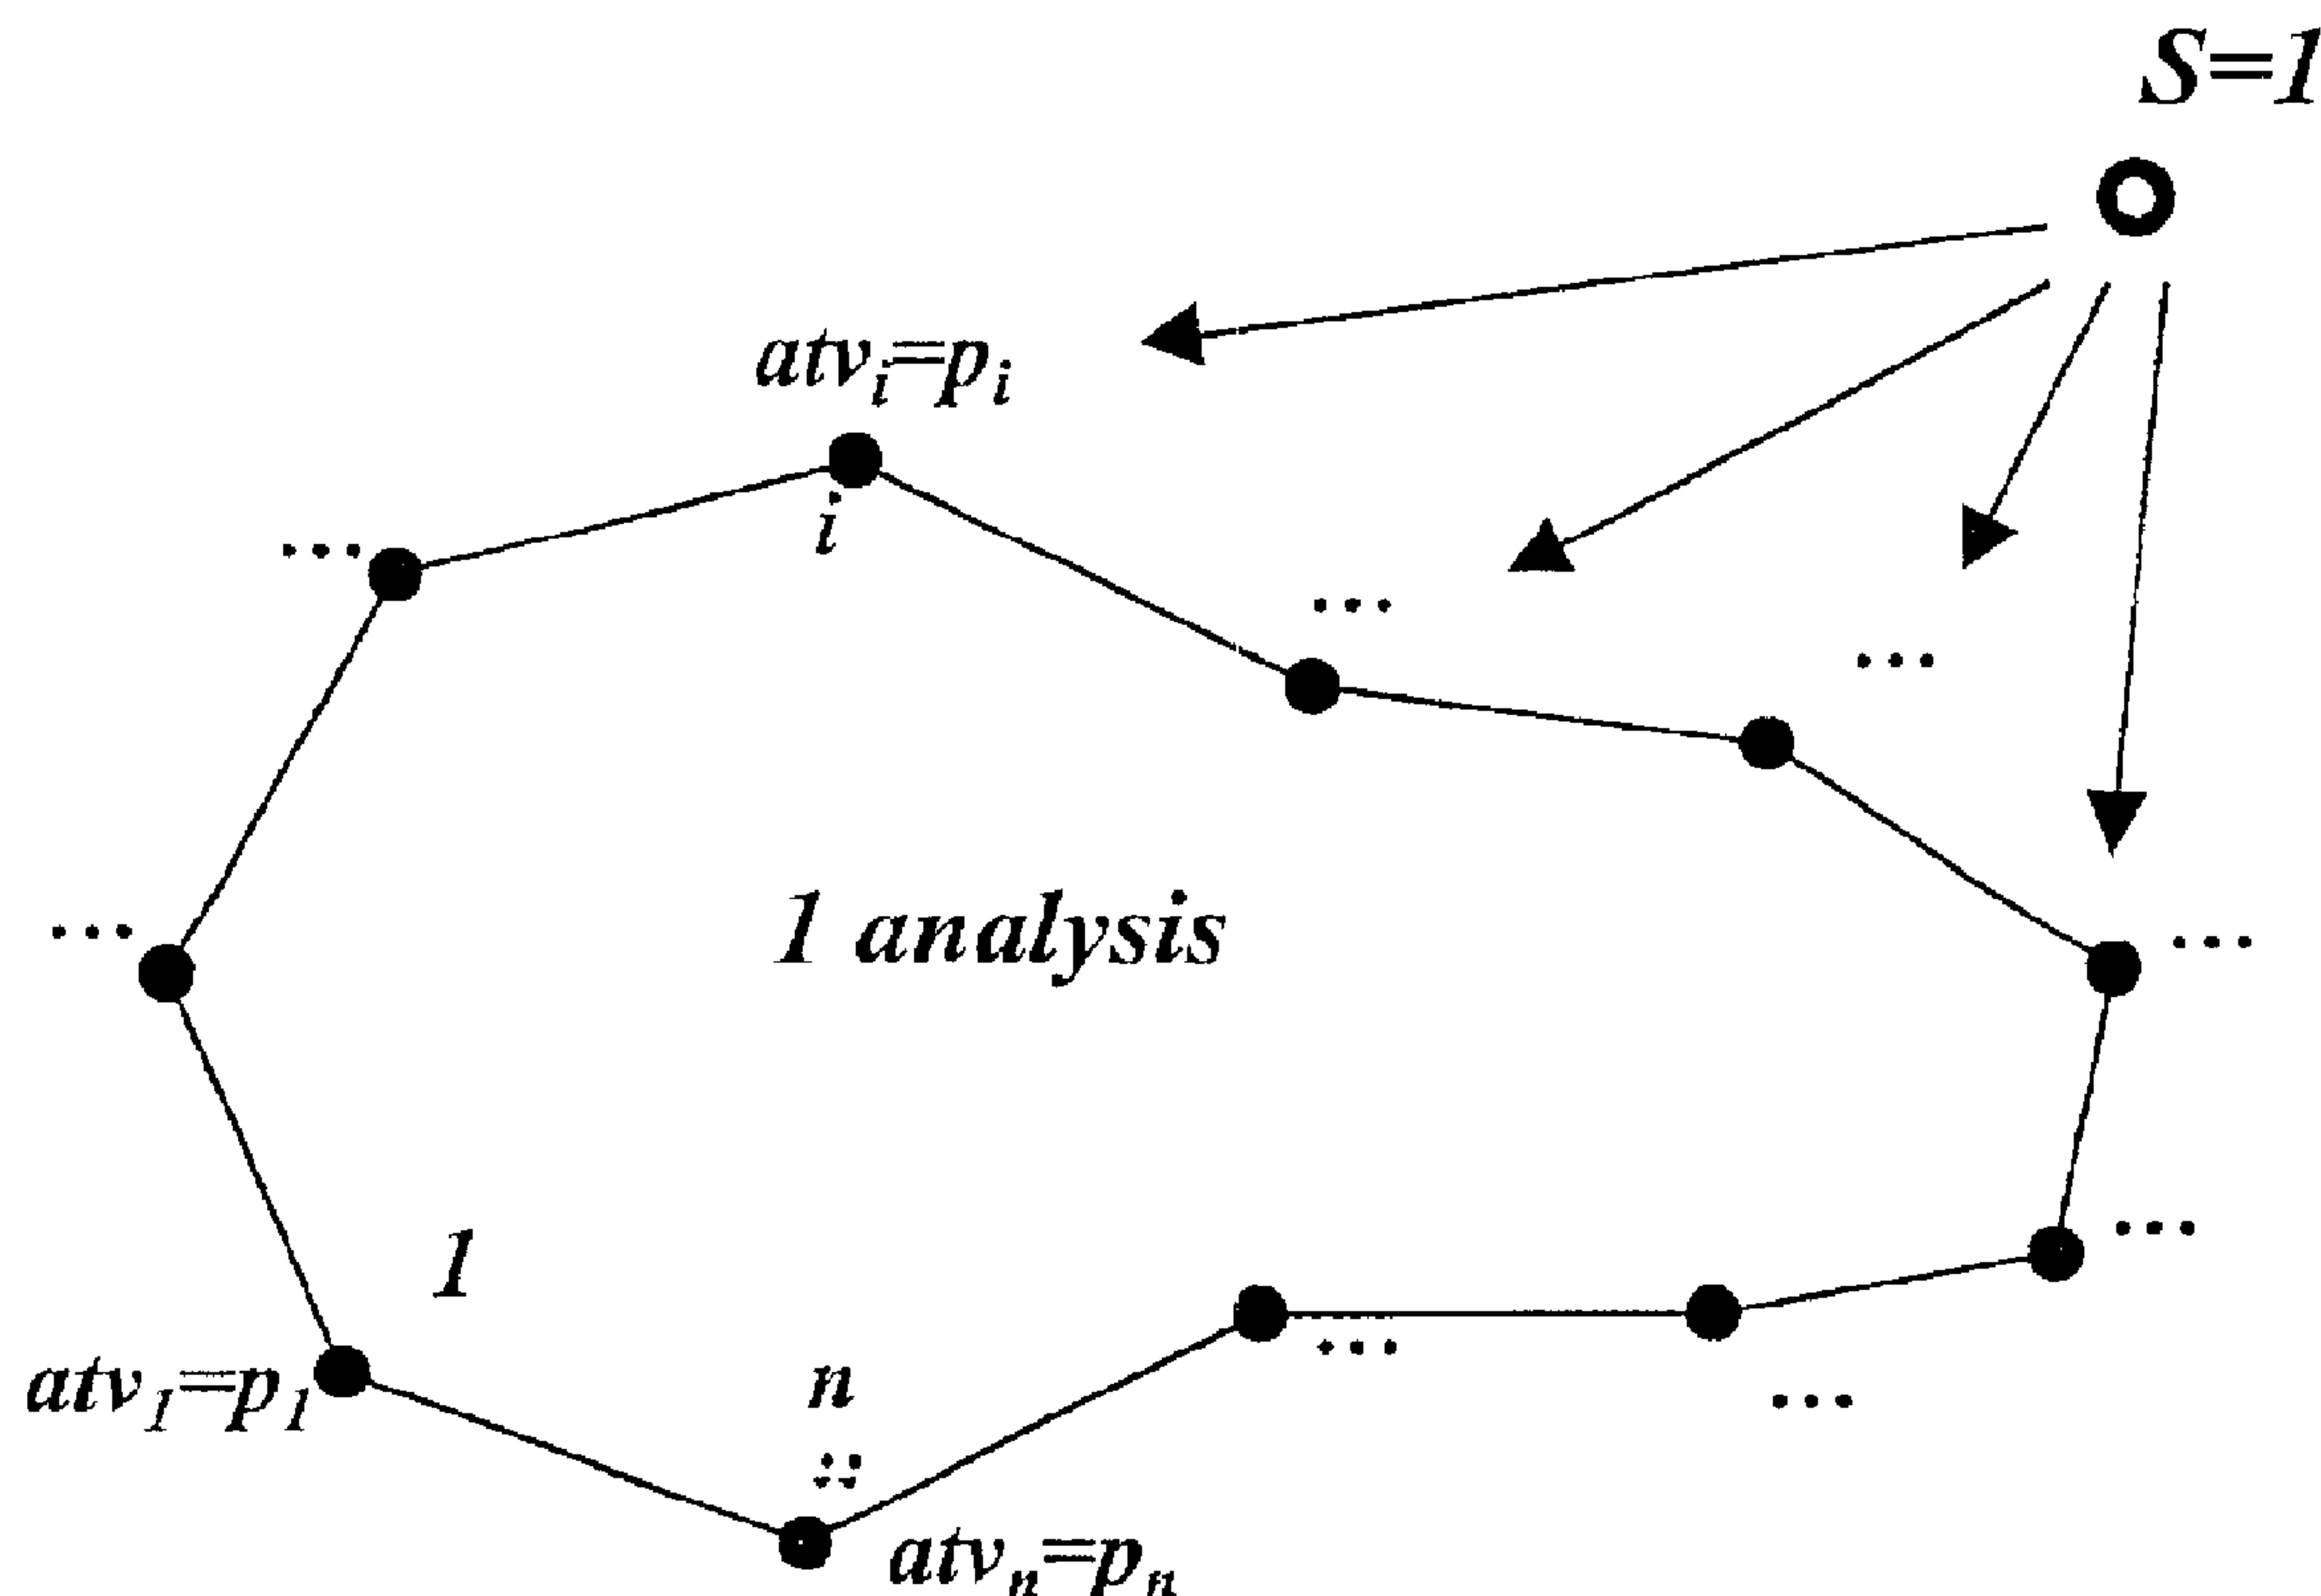 S=1
atv_i=p_i
i
...
...
...
1 analysis
...
...
1
...
atv_1=p_1
n
...
...
atv_n=p_n